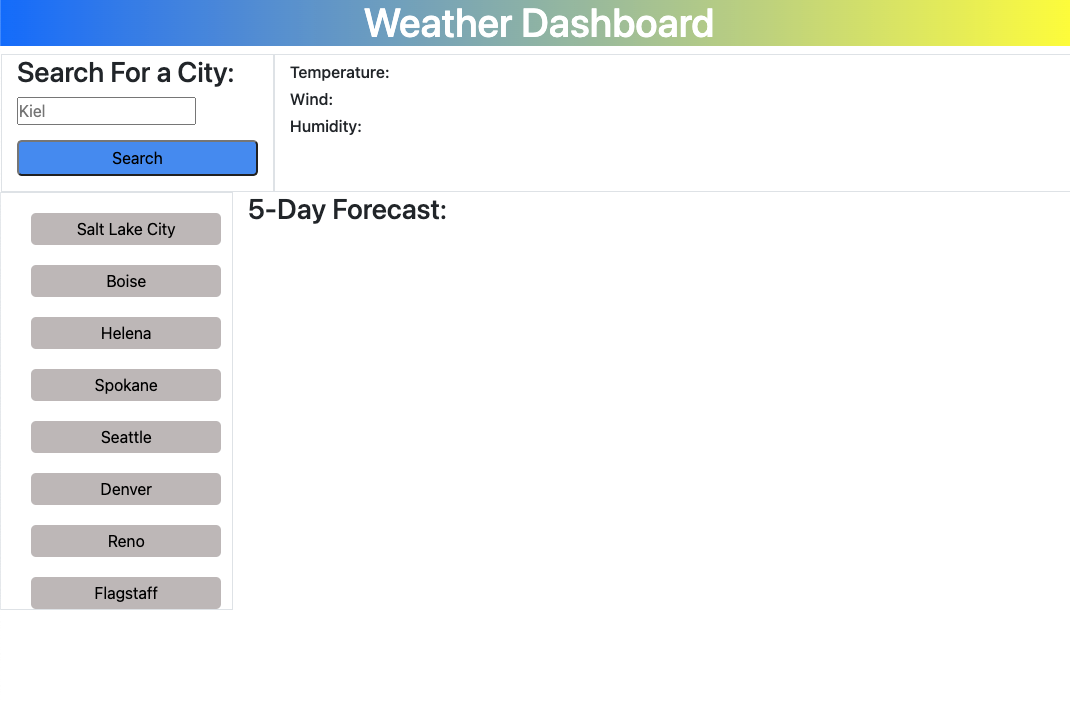 Weather Dashboard
Search For a City:
Kiel
Search
Temperature:
Wind:
Humidity:
Salt Lake City
Boise
Helena
Spokane
Seattle
Denver
Reno
Flagstaff
5-Day Forecast: